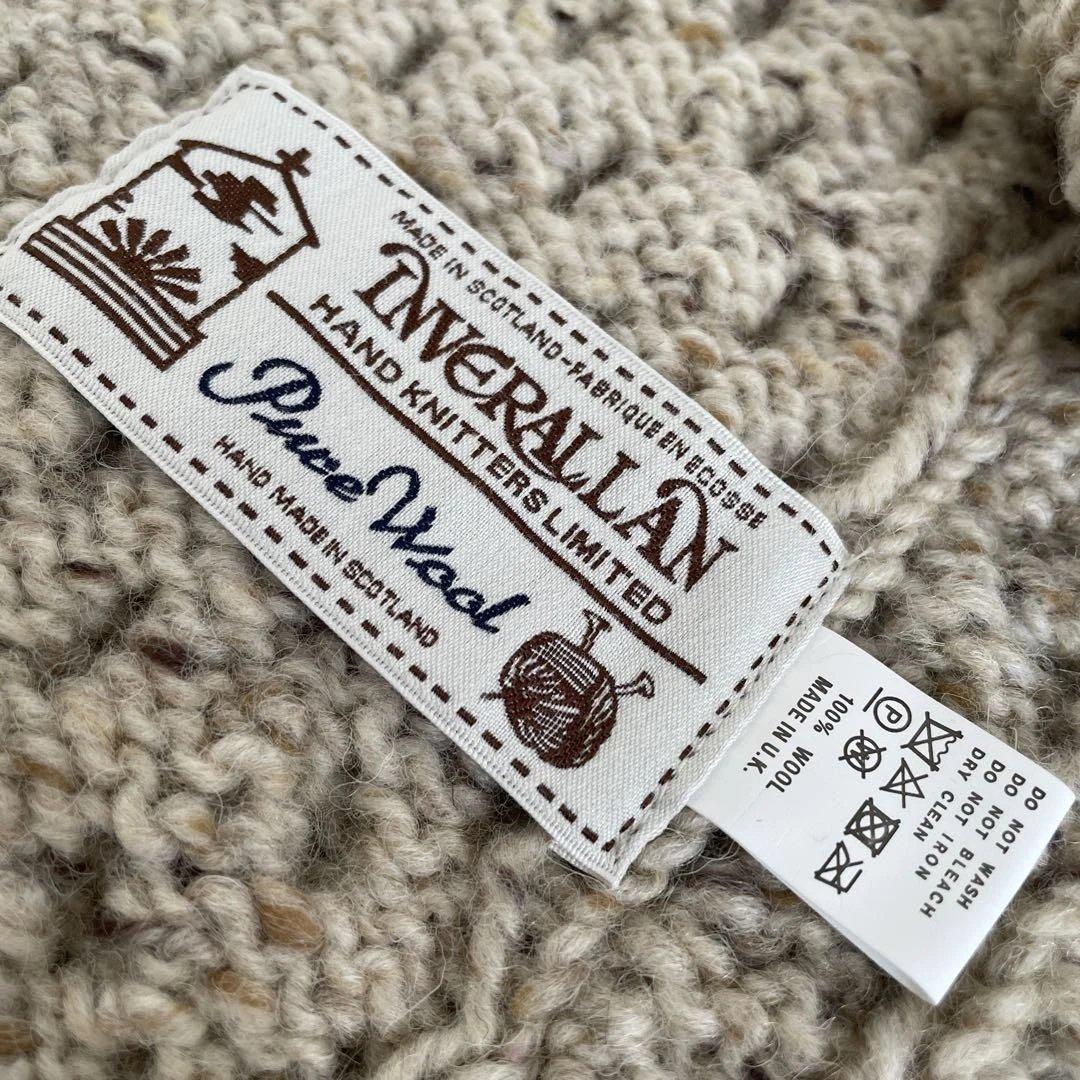 MADE IN SCOTLAND-FABRIQUE EN ECOSSE
INVERALLAN
HAND KNITTERS LIMITED
Pure Wool
HAND MADE IN SCOTLAND
DO NOT WASH
DO NOT BLEACH
DO NOT IRON
DRY CLEAN
P
100% WOOL
MADE IN U.K.